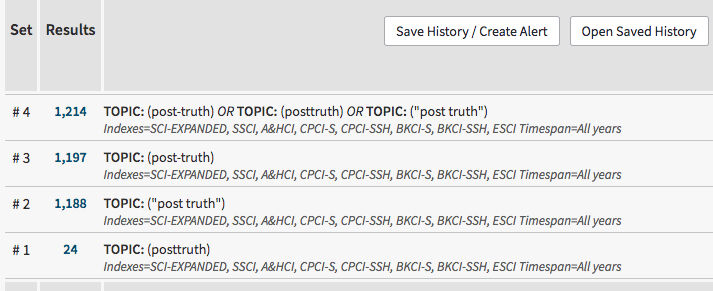 Set Results Save History / Create Alert Open Saved History
# 4 1,214 TOPIC: (post-truth) OR TOPIC: (posttruth) OR TOPIC: ("post truth")
Indexes=SCI-EXPANDED, SSCI, A&HCI, CPCI-S, CPCI-SSH, BKCI-S, BKCI-SSH, ESCI Timespan=All years
# 3 1,197 TOPIC: (post-truth)
Indexes=SCI-EXPANDED, SSCI, A&HCI, CPCI-S, CPCI-SSH, BKCI-S, BKCI-SSH, ESCI Timespan=All years
# 2 1,188 TOPIC: ("post truth")
Indexes=SCI-EXPANDED, SSCI, A&HCI, CPCI-S, CPCI-SSH, BKCI-S, BKCI-SSH, ESCI Timespan=All years
# 1 24 TOPIC: (posttruth)
Indexes=SCI-EXPANDED, SSCI, A&HCI, CPCI-S, CPCI-SSH, BKCI-S, BKCI-SSH, ESCI Timespan=All years